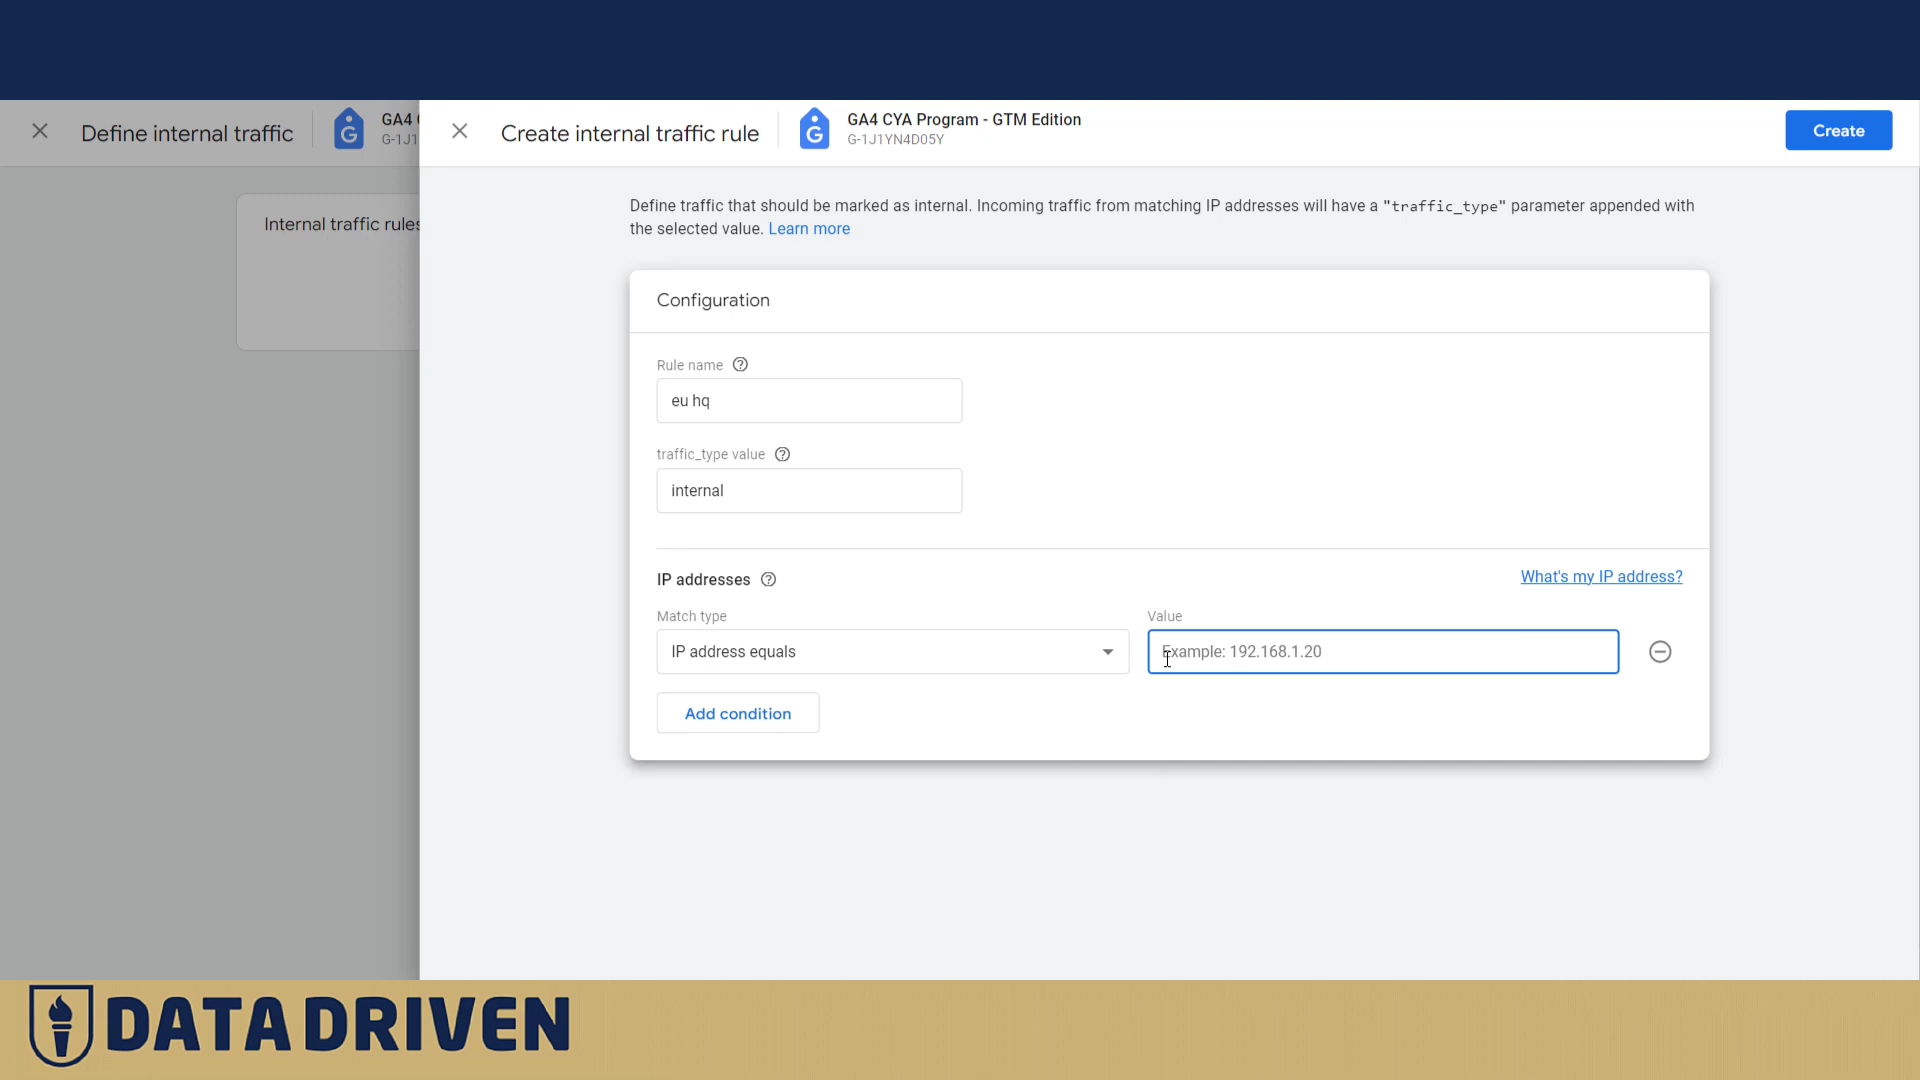 Define internal traffic
G
GA4 C
G-1J1
Internal traffic rules
Create internal traffic rule
G
GA4 CYA Program - GTM Edition
G-1J1YN4D05Y
Create
Define traffic that should be marked as internal. Incoming traffic from matching IP addresses will have a "traffic_type" parameter appended with
the selected value. Learn more
Configuration
Rule name
eu hq
traffic_type value
internal
IP addresses
What's my IP address?
Match type
Value
IP address equals
Example: 192.168.1.20
Add condition
DATA DRIVEN